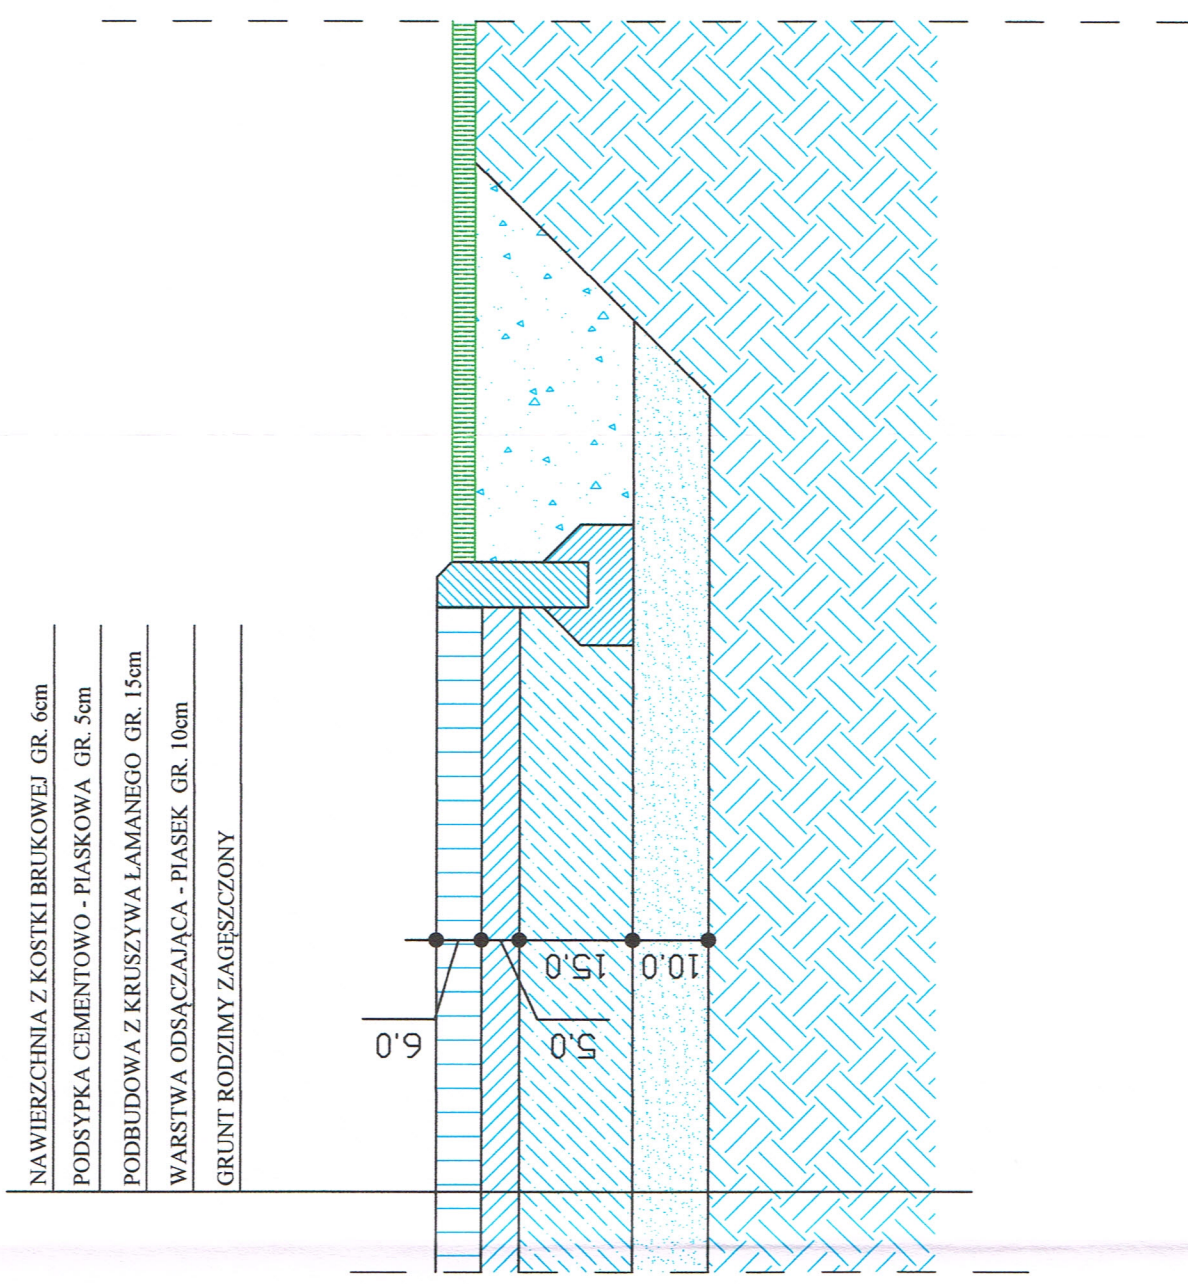 NAWIERZCHNIA Z KOSTKI BRUKOWEJ GR. 6cm
PODSYPKA CEMENTOWO - PIASKOWA GR. 5cm
PODBUDOWA Z KRUSZYWA ŁAMANEGO GR. 15cm
WARSTWA ODSĄCZAJĄCA - PIASEK GR. 10cm
GRUNT RODZIMY ZAGĘSZCZONY
6.0
5.0
15.0
10.0